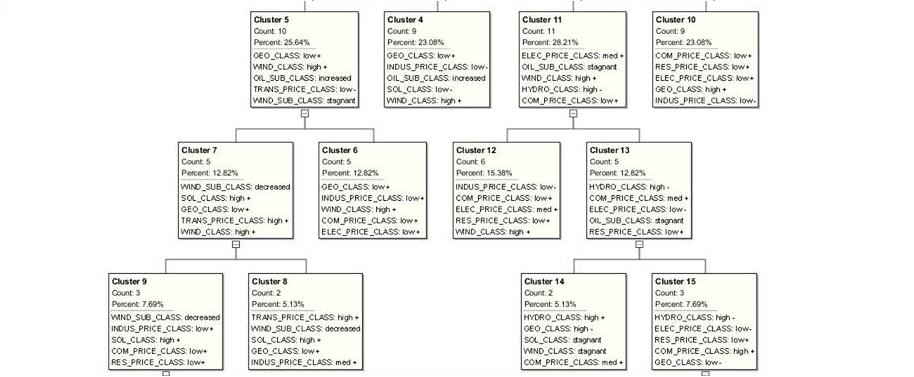 Cluster 5
Count: 10
Percent: 25.64%
GEO_CLASS: low+
WIND_CLASS: high +
OIL_SUB_CLASS: increased
TRANS_PRICE_CLASS: low-
WIND_SUB_CLASS: stagnant
Cluster 4
Count: 9
Percent: 23.08%
GEO_CLASS: low+
INDUS_PRICE_CLASS: low-
OIL_SUB_CLASS: increased
SOL_CLASS: low-
WIND_CLASS: high +
Cluster 11
Count: 11
Percent: 28.21%
ELEC_PRICE_CLASS: med +
OIL_SUB_CLASS: stagnant
WIND_CLASS: high +
HYDRO_CLASS: high -
COM_PRICE_CLASS: low+
Cluster 10
Count: 9
Percent: 23.08%
COM_PRICE_CLASS: low+
RES_PRICE_CLASS: low+
ELEC_PRICE_CLASS: low+
GEO_CLASS: high +
INDUS_PRICE_CLASS: low-
Cluster 7
Count: 5
Percent: 12.82%
WIND_SUB_CLASS: decreased
SOL_CLASS: high +
GEO_CLASS: low+
TRANS_PRICE_CLASS: high +
WIND_CLASS: high +
Cluster 6
Count: 5
Percent: 12.82%
GEO_CLASS: low+
INDUS_PRICE_CLASS: low+
WIND_CLASS: high +
COM_PRICE_CLASS: low+
ELEC_PRICE_CLASS: low+
Cluster 12
Count: 6
Percent: 15.38%
INDUS_PRICE_CLASS: low-
COM_PRICE_CLASS: low+
ELEC_PRICE_CLASS: med +
RES_PRICE_CLASS: low+
WIND_CLASS: high +
Cluster 13
Count: 5
Percent: 12.82%
HYDRO_CLASS: high -
COM_PRICE_CLASS: med +
ELEC_PRICE_CLASS: low-
OIL_SUB_CLASS: stagnant
RES_PRICE_CLASS: low+
Cluster 9
Count: 3
Percent: 7.69%
WIND_SUB_CLASS: decreased
INDUS_PRICE_CLASS: low+
SOL_CLASS: high +
COM_PRICE_CLASS: low+
RES_PRICE_CLASS: low+
Cluster 8
Count: 2
Percent: 5.13%
TRANS_PRICE_CLASS: high +
WIND_SUB_CLASS: decreased
SOL_CLASS: high +
GEO_CLASS: low+
INDUS_PRICE_CLASS: med +
Cluster 14
Count: 2
Percent: 5.13%
HYDRO_CLASS: high +
GEO_CLASS: high -
SOL_CLASS: stagnant
WIND_CLASS: stagnant
COM_PRICE_CLASS: med +
Cluster 15
Count: 3
Percent: 7.69%
HYDRO_CLASS: high -
ELEC_PRICE_CLASS: low-
RES_PRICE_CLASS: low+
COM_PRICE_CLASS: high +
GEO_CLASS: low-